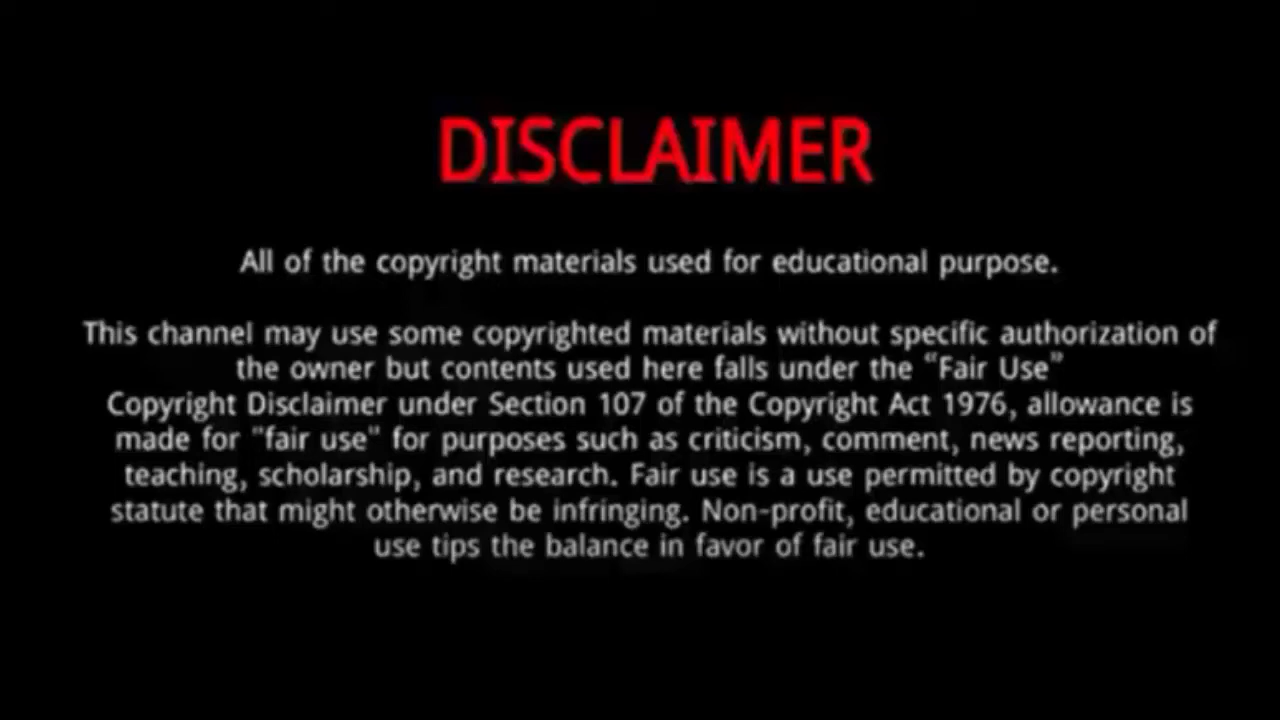 DISCLAIMER
All of the copyright materials used for educational purpose.
This channel may use some copyrighted materials without specific authorization of
the owner but contents used here falls under the “Fair Use”
Copyright Disclaimer under Section 107 of the Copyright Act 1976, allowance is
made for "fair use" for purposes such as criticism, comment, news reporting,
teaching, scholarship, and research. Fair use is a use permitted by copyright
statute that might otherwise be infringing. Non-profit, educational or personal
use tips the balance in favor of fair use.